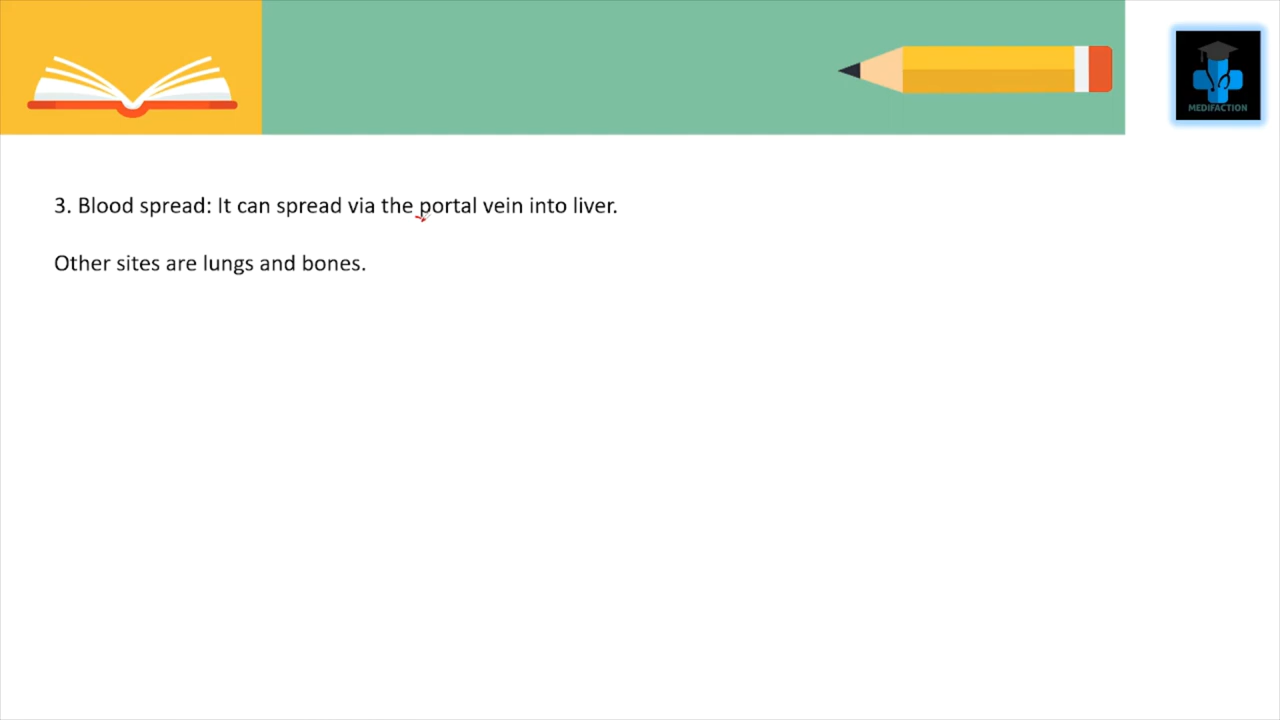 MEDIFACTION
3. Blood spread: It can spread via the portal vein into liver.
Other sites are lungs and bones.